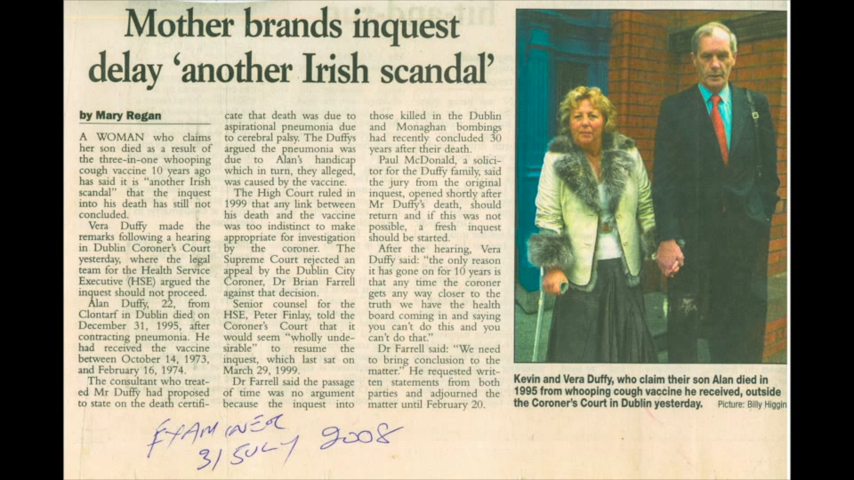 Mother brands inquest
delay ‘another Irish scandal’
by Mary Regan
A WOMAN who claims
her son died as a result of
the three-in-one whooping
cough vaccine 10 years ago
has said it is “another Irish
scandal” that the inquest
into his death has still not
concluded.
Vera Duffy made the
remarks following a hearing
in Dublin Coroner’s Court
yesterday, where the legal
team for the Health Service
Executive (HSE) argued the
inquest should not proceed.
Alan Duffy, 22, from
Clontarf in Dublin died on
December 31, 1995, after
contracting pneumonia. He
had received the vaccine
between October 14, 1973,
and February 16, 1974.
The consultant who treat-
ed Mr Duffy had proposed
to state on the death certifi-
cate that death was due to
aspirational pneumonia due
to cerebral palsy. The Duffys
argued the pneumonia was
due to Alan’s handicap
which in turn, they alleged,
was caused by the vaccine.
The High Court ruled in
1999 that any link between
his death and the vaccine
was too indistinct to make
appropriate for investigation
by the coroner. The
Supreme Court rejected an
appeal by the Dublin City
Coroner, Dr Brian Farrell
against that decision.
Senior counsel for the
HSE, Peter Finlay, told the
Coroner’s Court that it
would seem “wholly unde-
sirable” to resume the
inquest, which last sat on
March 29, 1999.
Dr Farrell said the passage
of time was no argument
because the inquest into
those killed in the Dublin
and Monaghan bombings
had recently concluded 30
years after their death.
Paul McDonald, a solici-
tor for the Duffy family, said
the jury from the original
inquest, opened shortly after
Mr Duffy’s death, should
return and if this was not
possible, a fresh inquest
should be started.
After the hearing, Vera
Duffy said: “the only reason
it has gone on for 10 years is
that any time the coroner
gets any way closer to the
truth we have the health
board coming in and saying
you can’t do this and you
can’t do that.”
Dr Farrell said: “We need
to bring conclusion to the
matter.” He requested writ-
ten statements from both
parties and adjourned the
matter until February 20.
Kevin and Vera Duffy, who claim their son Alan died in
1995 from whooping cough vaccine he received, outside
the Coroner’s Court in Dublin yesterday. Picture: Billy Higgin
EXAMINER
31 JULY 2008